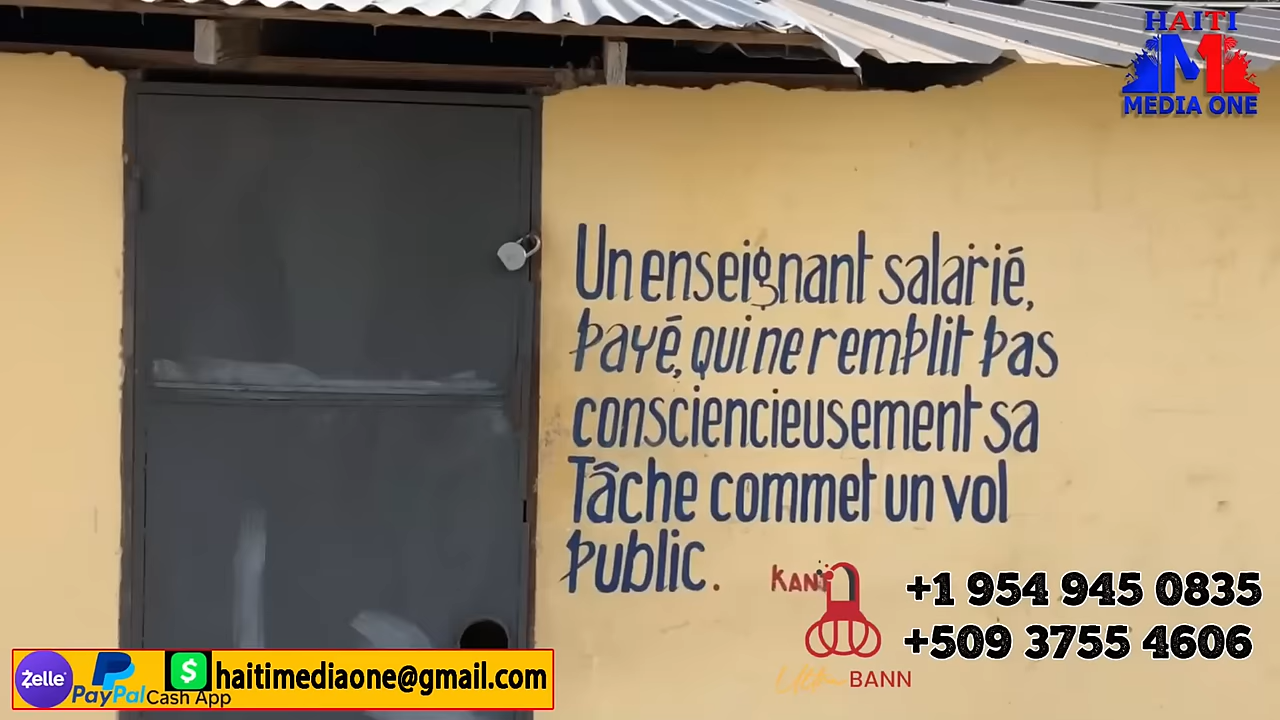 HAITI
M
MEDIA ONE
Un enseignant salarié,
payé, qui ne remplit pas
consciencieusement sa
Tâche commet un vol
public.
KANT
+1 954 945 0835
+509 3755 4606
BANN
Zelle
PayPal
$
Cash App
haitimediaone@gmail.com